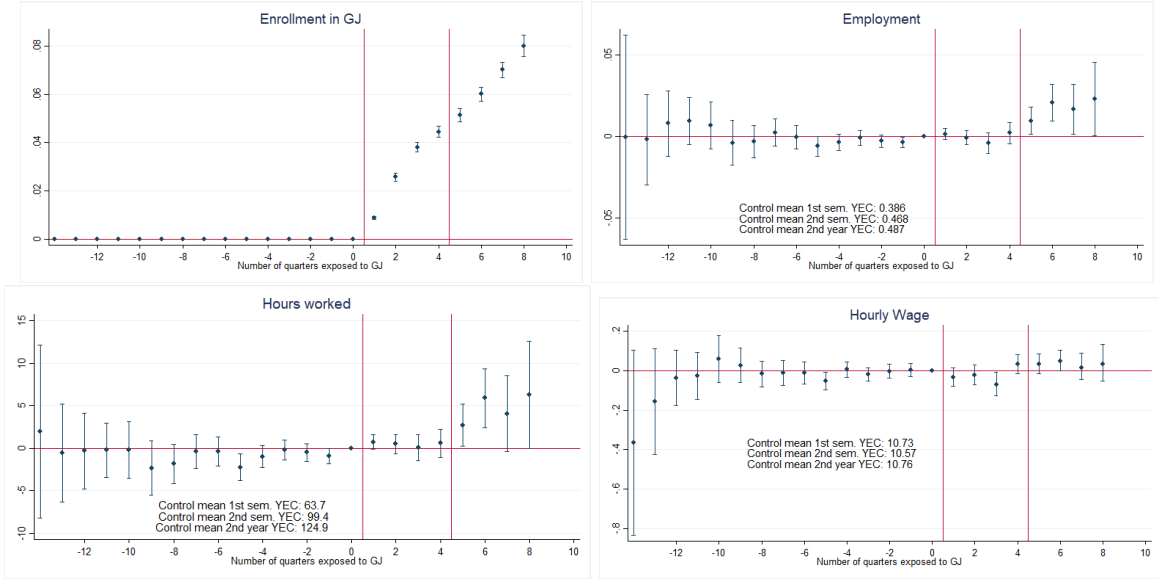 Enrollment in GJ
.08
.06
.04
.02
0
-12 -10 -8 -6 -4 -2 0 2 4 6 8 10
Number of quarters exposed to GJ
Employment
.05
0
-.05
Control mean 1st sem. YEC: 0.386
Control mean 2nd sem. YEC: 0.468
Control mean 2nd year YEC: 0.487
-12 -10 -8 -6 -4 -2 0 2 4 6 8 10
Number of quarters exposed to GJ
Hours worked
15
10
5
0
-5
-10
Control mean 1st sem. YEC: 63.7
Control mean 2nd sem. YEC: 99.4
Control mean 2nd year YEC: 124.9
-12 -10 -8 -6 -4 -2 0 2 4 6 8 10
Number of quarters exposed to GJ
Hourly Wage
.2
0
-.2
-.4
-.6
-.8
Control mean 1st sem. YEC: 10.73
Control mean 2nd sem. YEC: 10.57
Control mean 2nd year YEC: 10.76
-12 -10 -8 -6 -4 -2 0 2 4 6 8 10
Number of quarters exposed to GJ